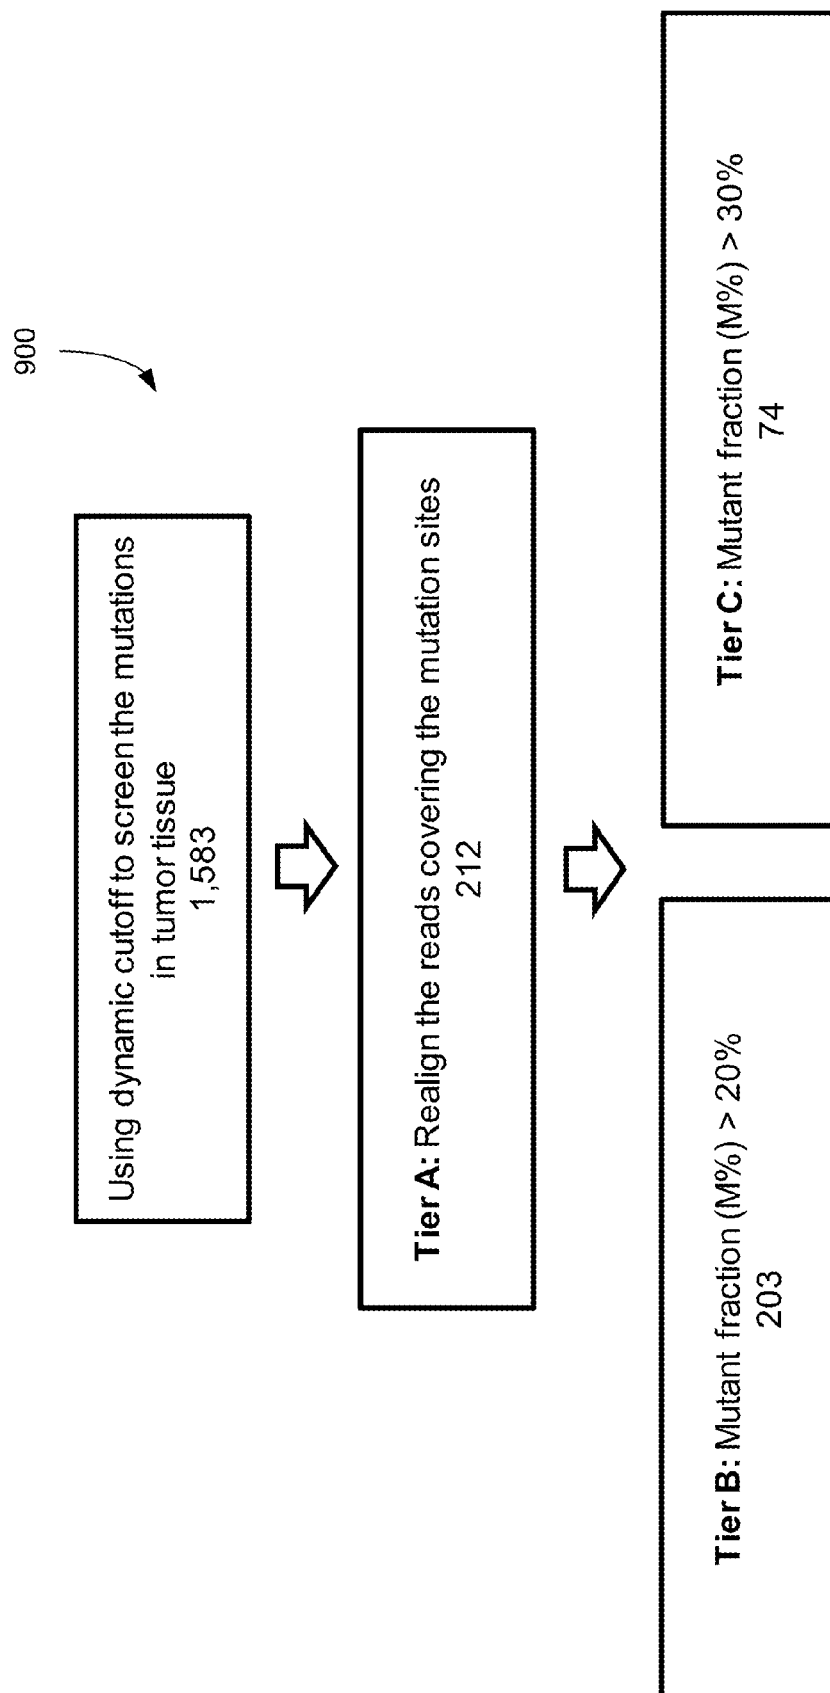 900
Using dynamic cutoff to screen the mutations
in tumor tissue
1,583
Tier A: Realign the reads covering the mutation sites
212
Tier B: Mutant fraction (M%) > 20%
203
Tier C: Mutant fraction (M%) > 30%
74